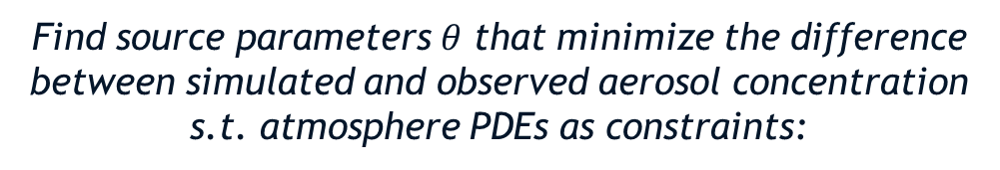 Find source parameters θ that minimize the difference
between simulated and observed aerosol concentration
s.t. atmosphere PDEs as constraints: